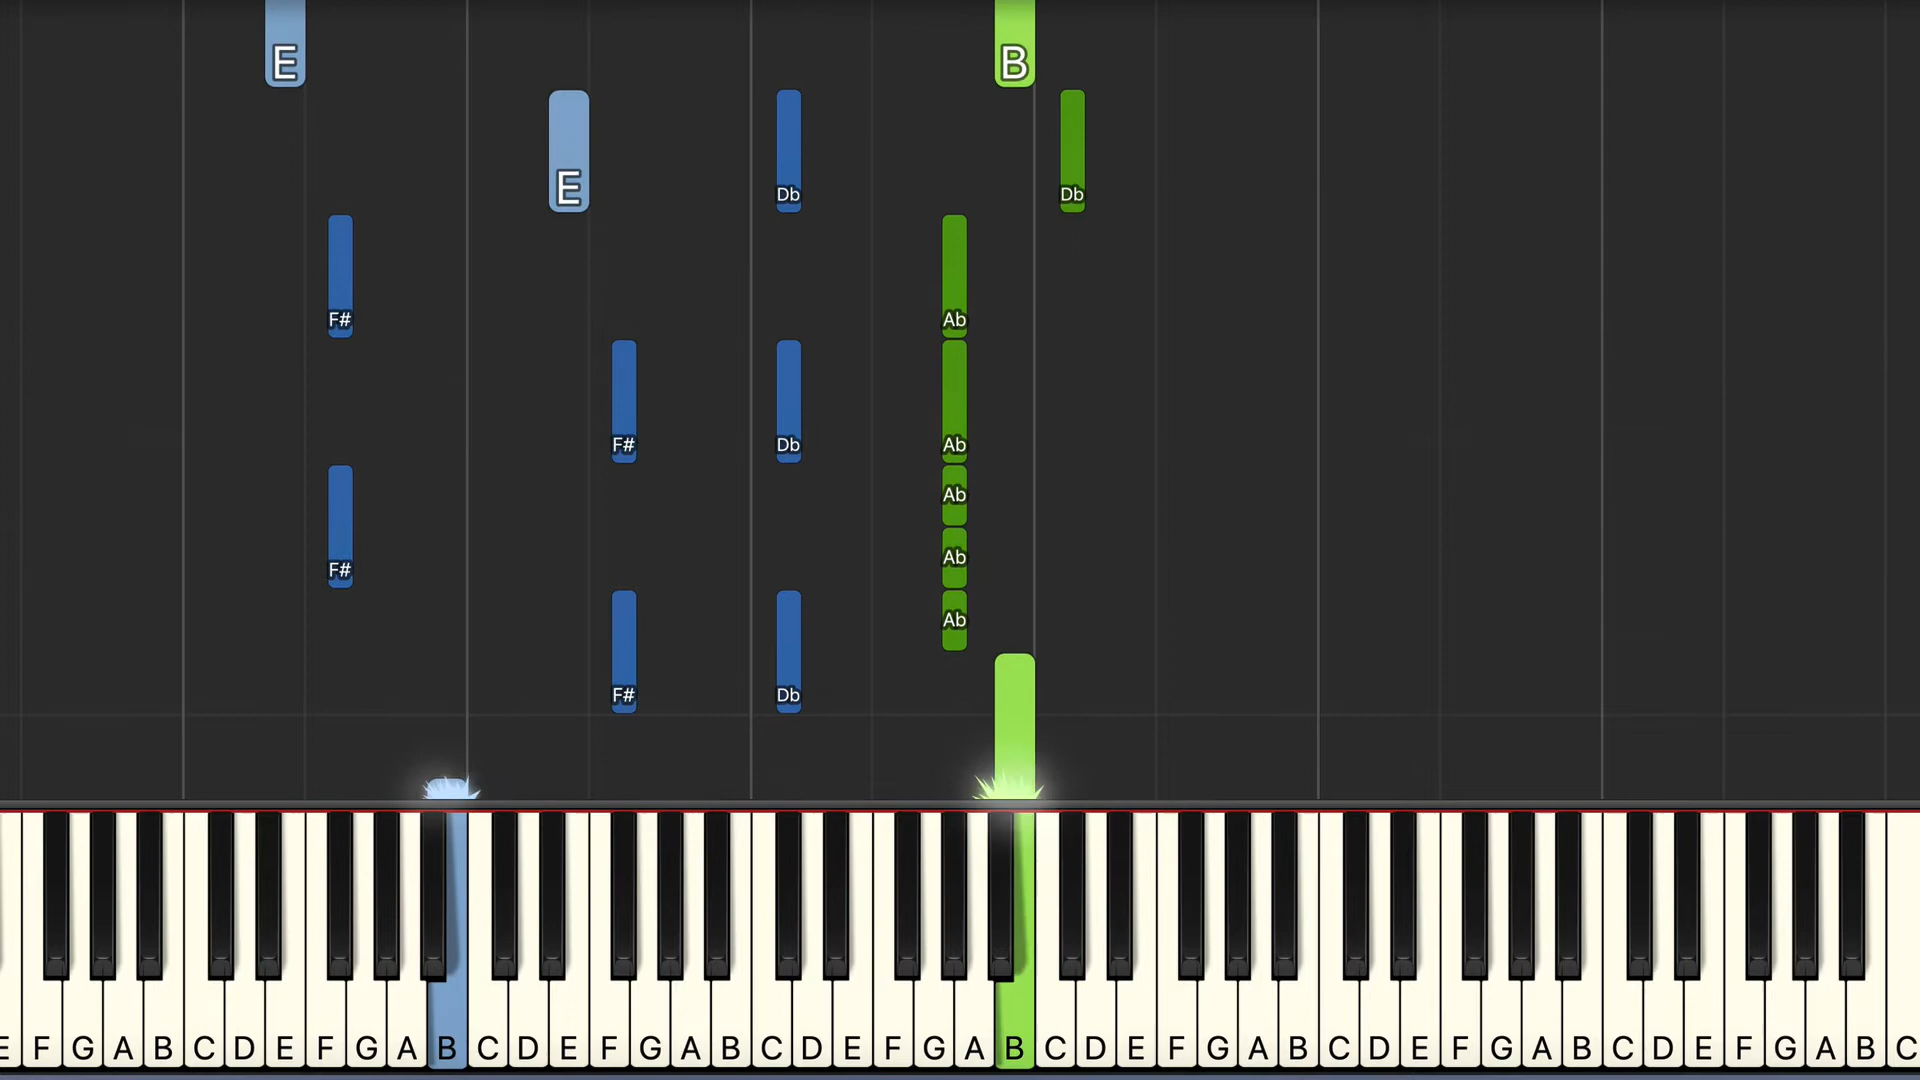 E B
E Db Db
F# Ab
F# Db Ab
Ab
Ab
F#
Ab
F# Db
E F G A B C D E F G A B C D E F G A B C D E F G A B C D E F G A B C D E F G A B C D E F G A B C